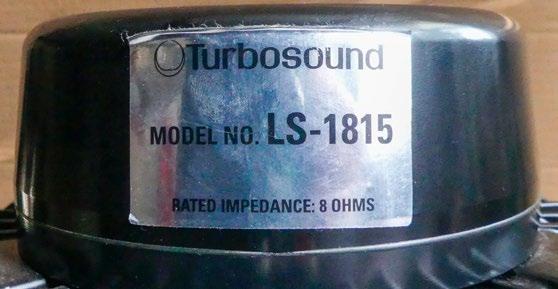 Turbosound
MODEL NO. LS-1815
RATED IMPEDANCE: 8 OHMS